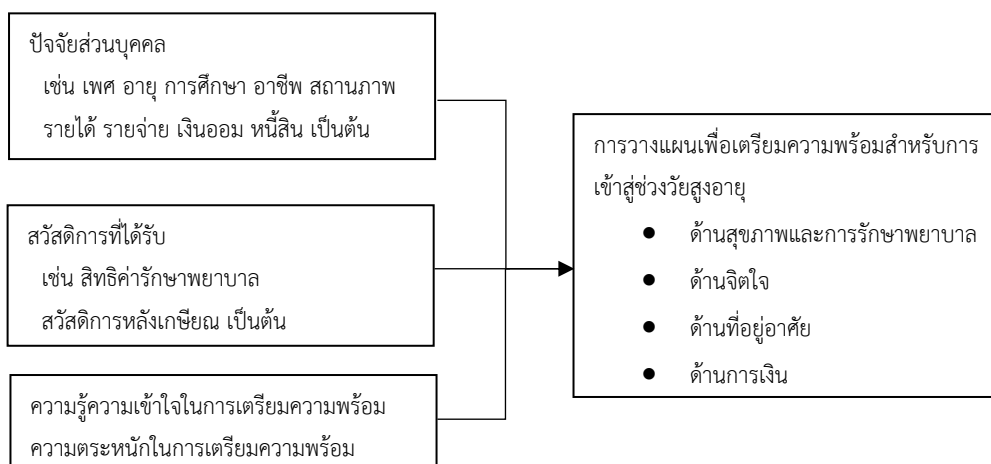 ปัจจัยส่วนบุคคล
เช่น เพศ อายุ การศึกษา อาชีพ สถานภาพ
รายได้ รายจ่าย เงินออม หนี้สิน เป็นต้น
สวัสดิการที่ได้รับ
เช่น สิทธิค่ารักษาพยาบาล
สวัสดิการหลังเกษียณ เป็นต้น
ความรู้ความเข้าใจในการเตรียมความพร้อม
ความตระหนักในการเตรียมความพร้อม
การวางแผนเพื่อเตรียมความพร้อมสำหรับการ
เข้าสู่ช่วงวัยสูงอายุ
● ด้านสุขภาพและการรักษาพยาบาล
● ด้านจิตใจ
● ด้านที่อยู่อาศัย
● ด้านการเงิน